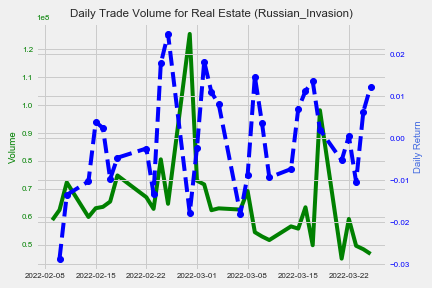 Daily Trade Volume for Real Estate (Russian_Invasion)
1e8
1.2
1.1
1.0
0.9
0.8
0.7
0.6
0.5
Volume
0.02
0.01
0.00
−0.01
−0.02
−0.03
Daily Return
2022-02-08 2022-02-15 2022-02-22 2022-03-01 2022-03-08 2022-03-15 2022-03-22